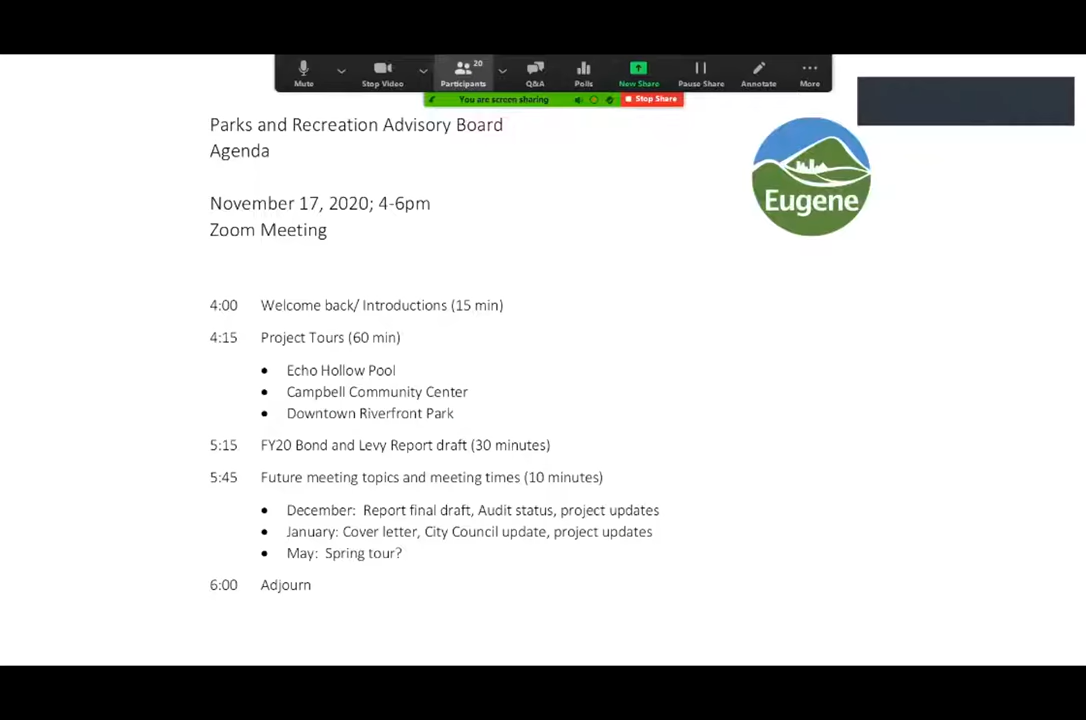 20
Mute
Stop Video
Participants
Q&A
Polls
New Share
Pause Share
Annotate
More
You are screen sharing
Stop Share
Parks and Recreation Advisory Board
Agenda
Eugene
November 17, 2020; 4-6pm
Zoom Meeting
4:00 Welcome back/ Introductions (15 min)
4:15 Project Tours (60 min)
• Echo Hollow Pool
• Campbell Community Center
• Downtown Riverfront Park
5:15 FY20 Bond and Levy Report draft (30 minutes)
5:45 Future meeting topics and meeting times (10 minutes)
• December: Report final draft, Audit status, project updates
• January: Cover letter, City Council update, project updates
• May: Spring tour?
6:00 Adjourn